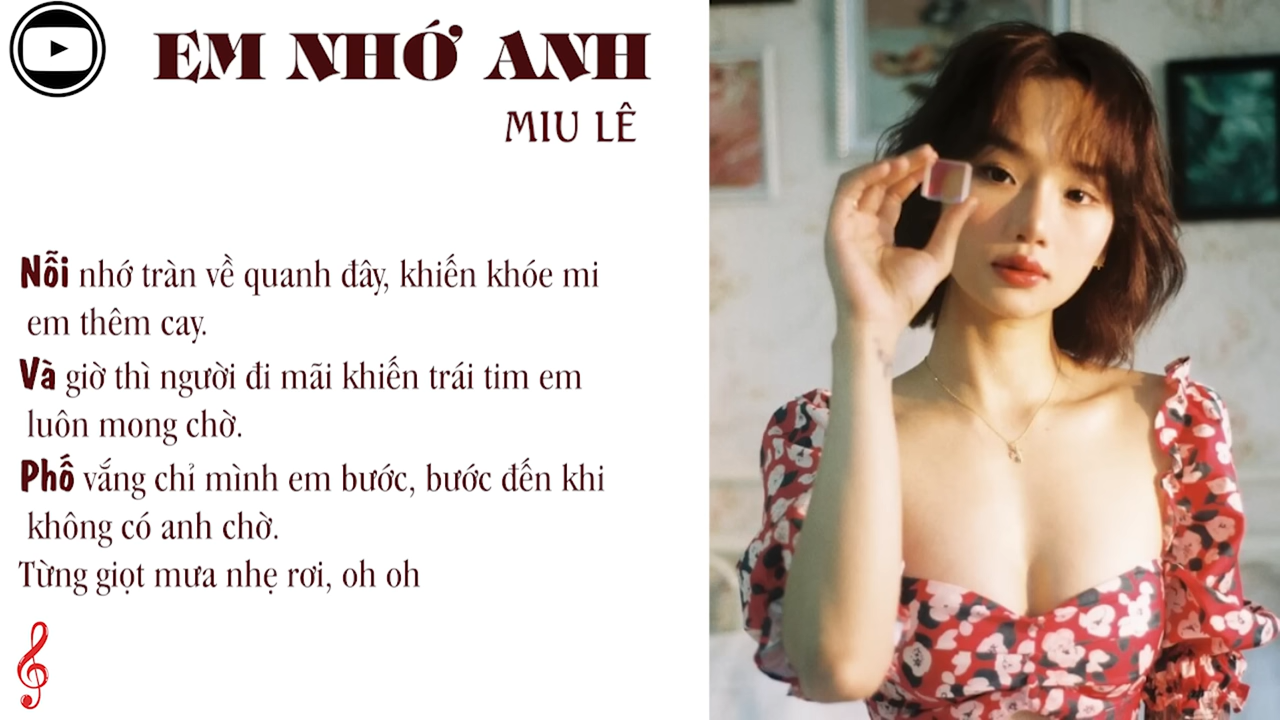 EM NHỚ ANH
MIU LÊ
Nỗi nhớ tràn về quanh đây, khiến khóe mi
em thêm cay.
Và giờ thì người đi mãi khiến trái tim em
luôn mong chờ.
Phố vắng chỉ mình em bước, bước đến khi
không có anh chờ.
Từng giọt mưa nhẹ rơi, oh oh